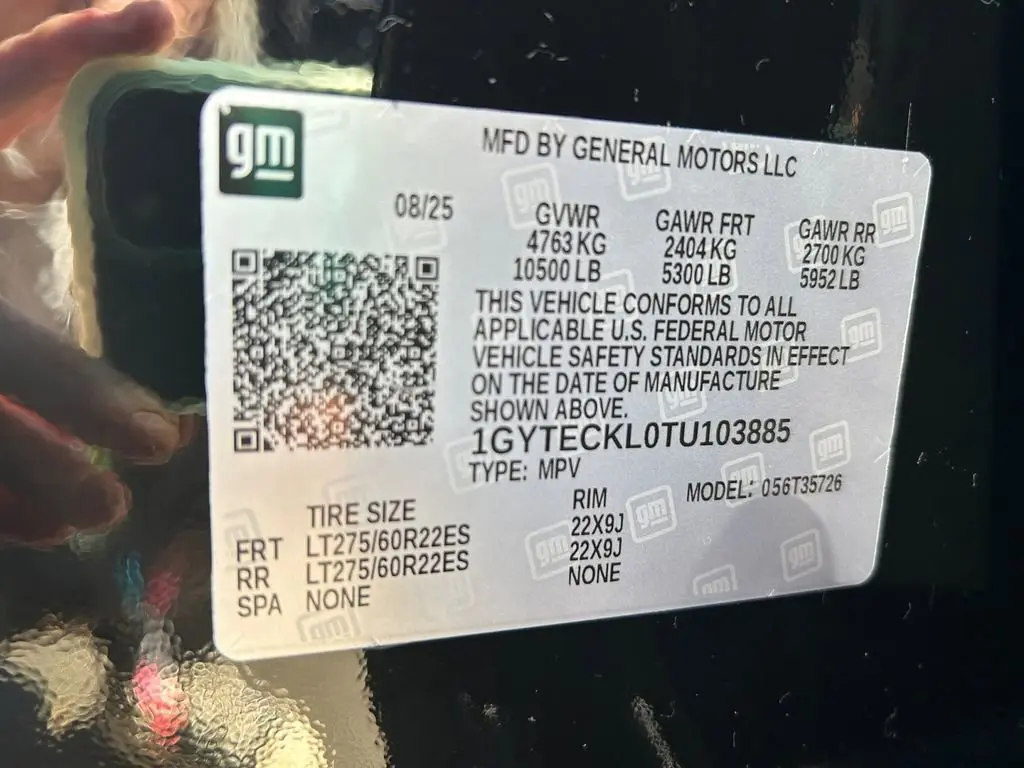 gm
MFD BY GENERAL MOTORS LLC
08/25
GVWR GAWR FRT GAWR RR
4763 KG 2404 KG 2700 KG
10500 LB 5300 LB 5952 LB
THIS VEHICLE CONFORMS TO ALL
APPLICABLE U.S. FEDERAL MOTOR
VEHICLE SAFETY STANDARDS IN EFFECT
ON THE DATE OF MANUFACTURE
SHOWN ABOVE.
1GYTECKL0TU103885
TYPE: MPV
MODEL: 056T35726
TIRE SIZE RIM
FRT LT275/60R22ES 22X9J
RR LT275/60R22ES 22X9J
SPA NONE NONE